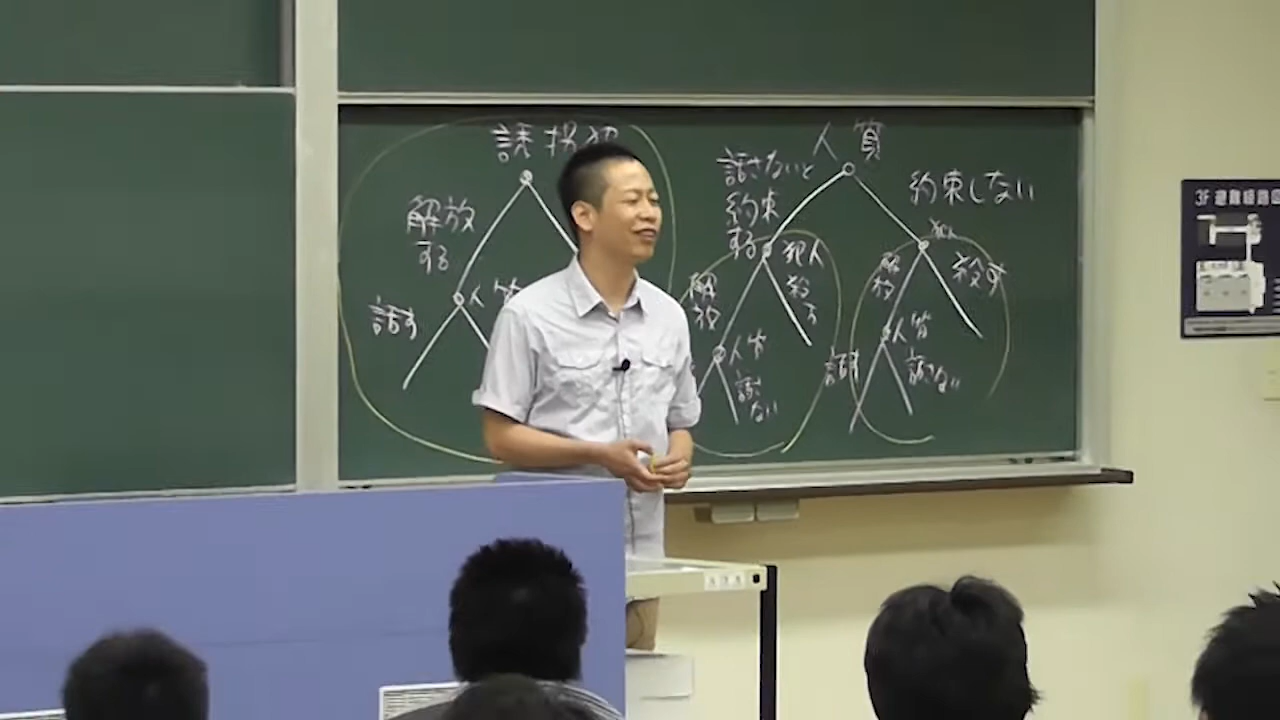 誘拐犯
解放
する
人質
話す
人質
話さないと
約束
する
約束しない
犯人
解放
殺す
人質
話さない
犯人
解放
殺す
人質
話す
話さない
3F 避難経路図